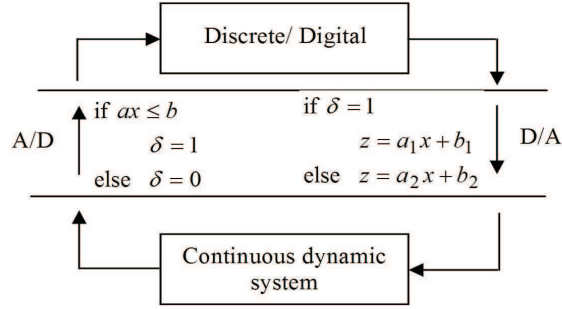 Discrete/ Digital
A/D
if ax ≤ b
δ = 1
else δ = 0
if δ = 1
z = a₁x + b₁
else z = a₂x + b₂
D/A
Continuous dynamic
system